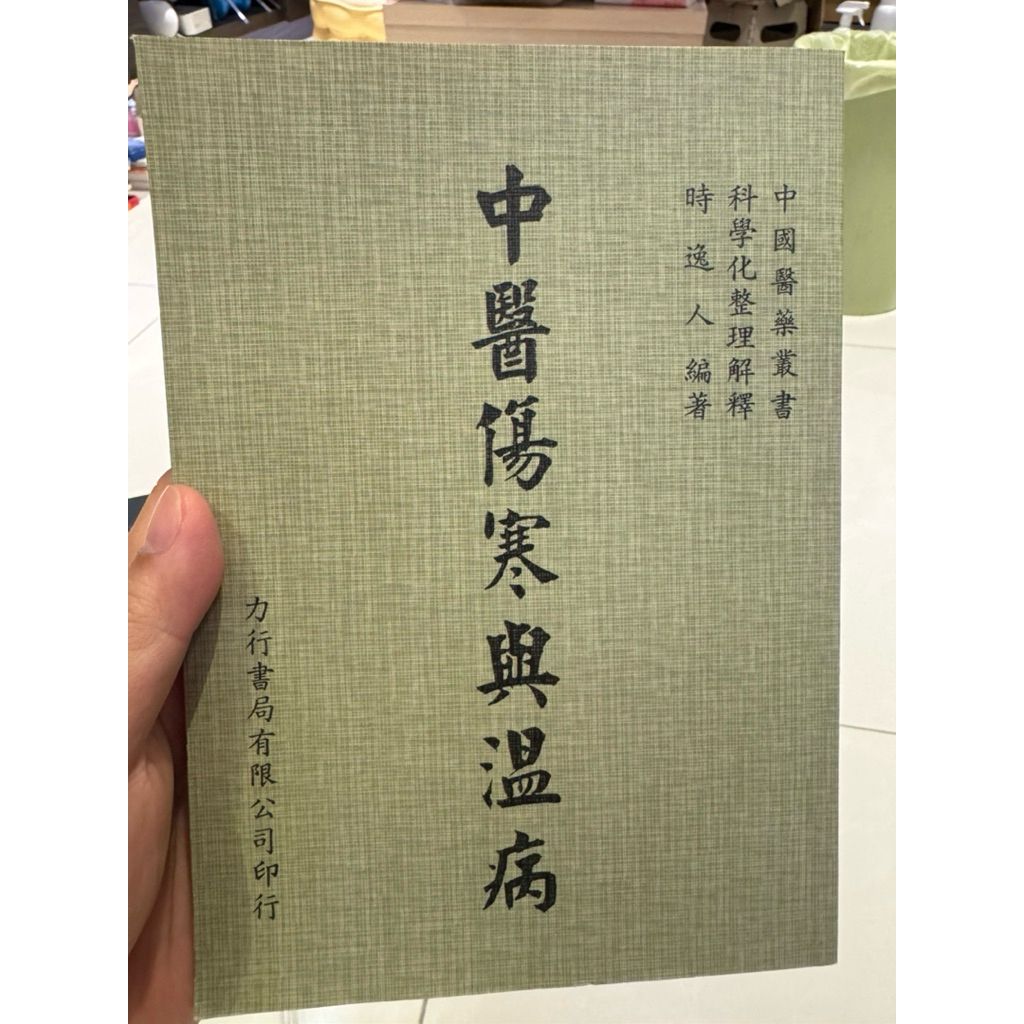 中國醫藥叢書
科學化整理解釋
時逸人編著
中醫傷寒與溫病
力行書局有限公司印行